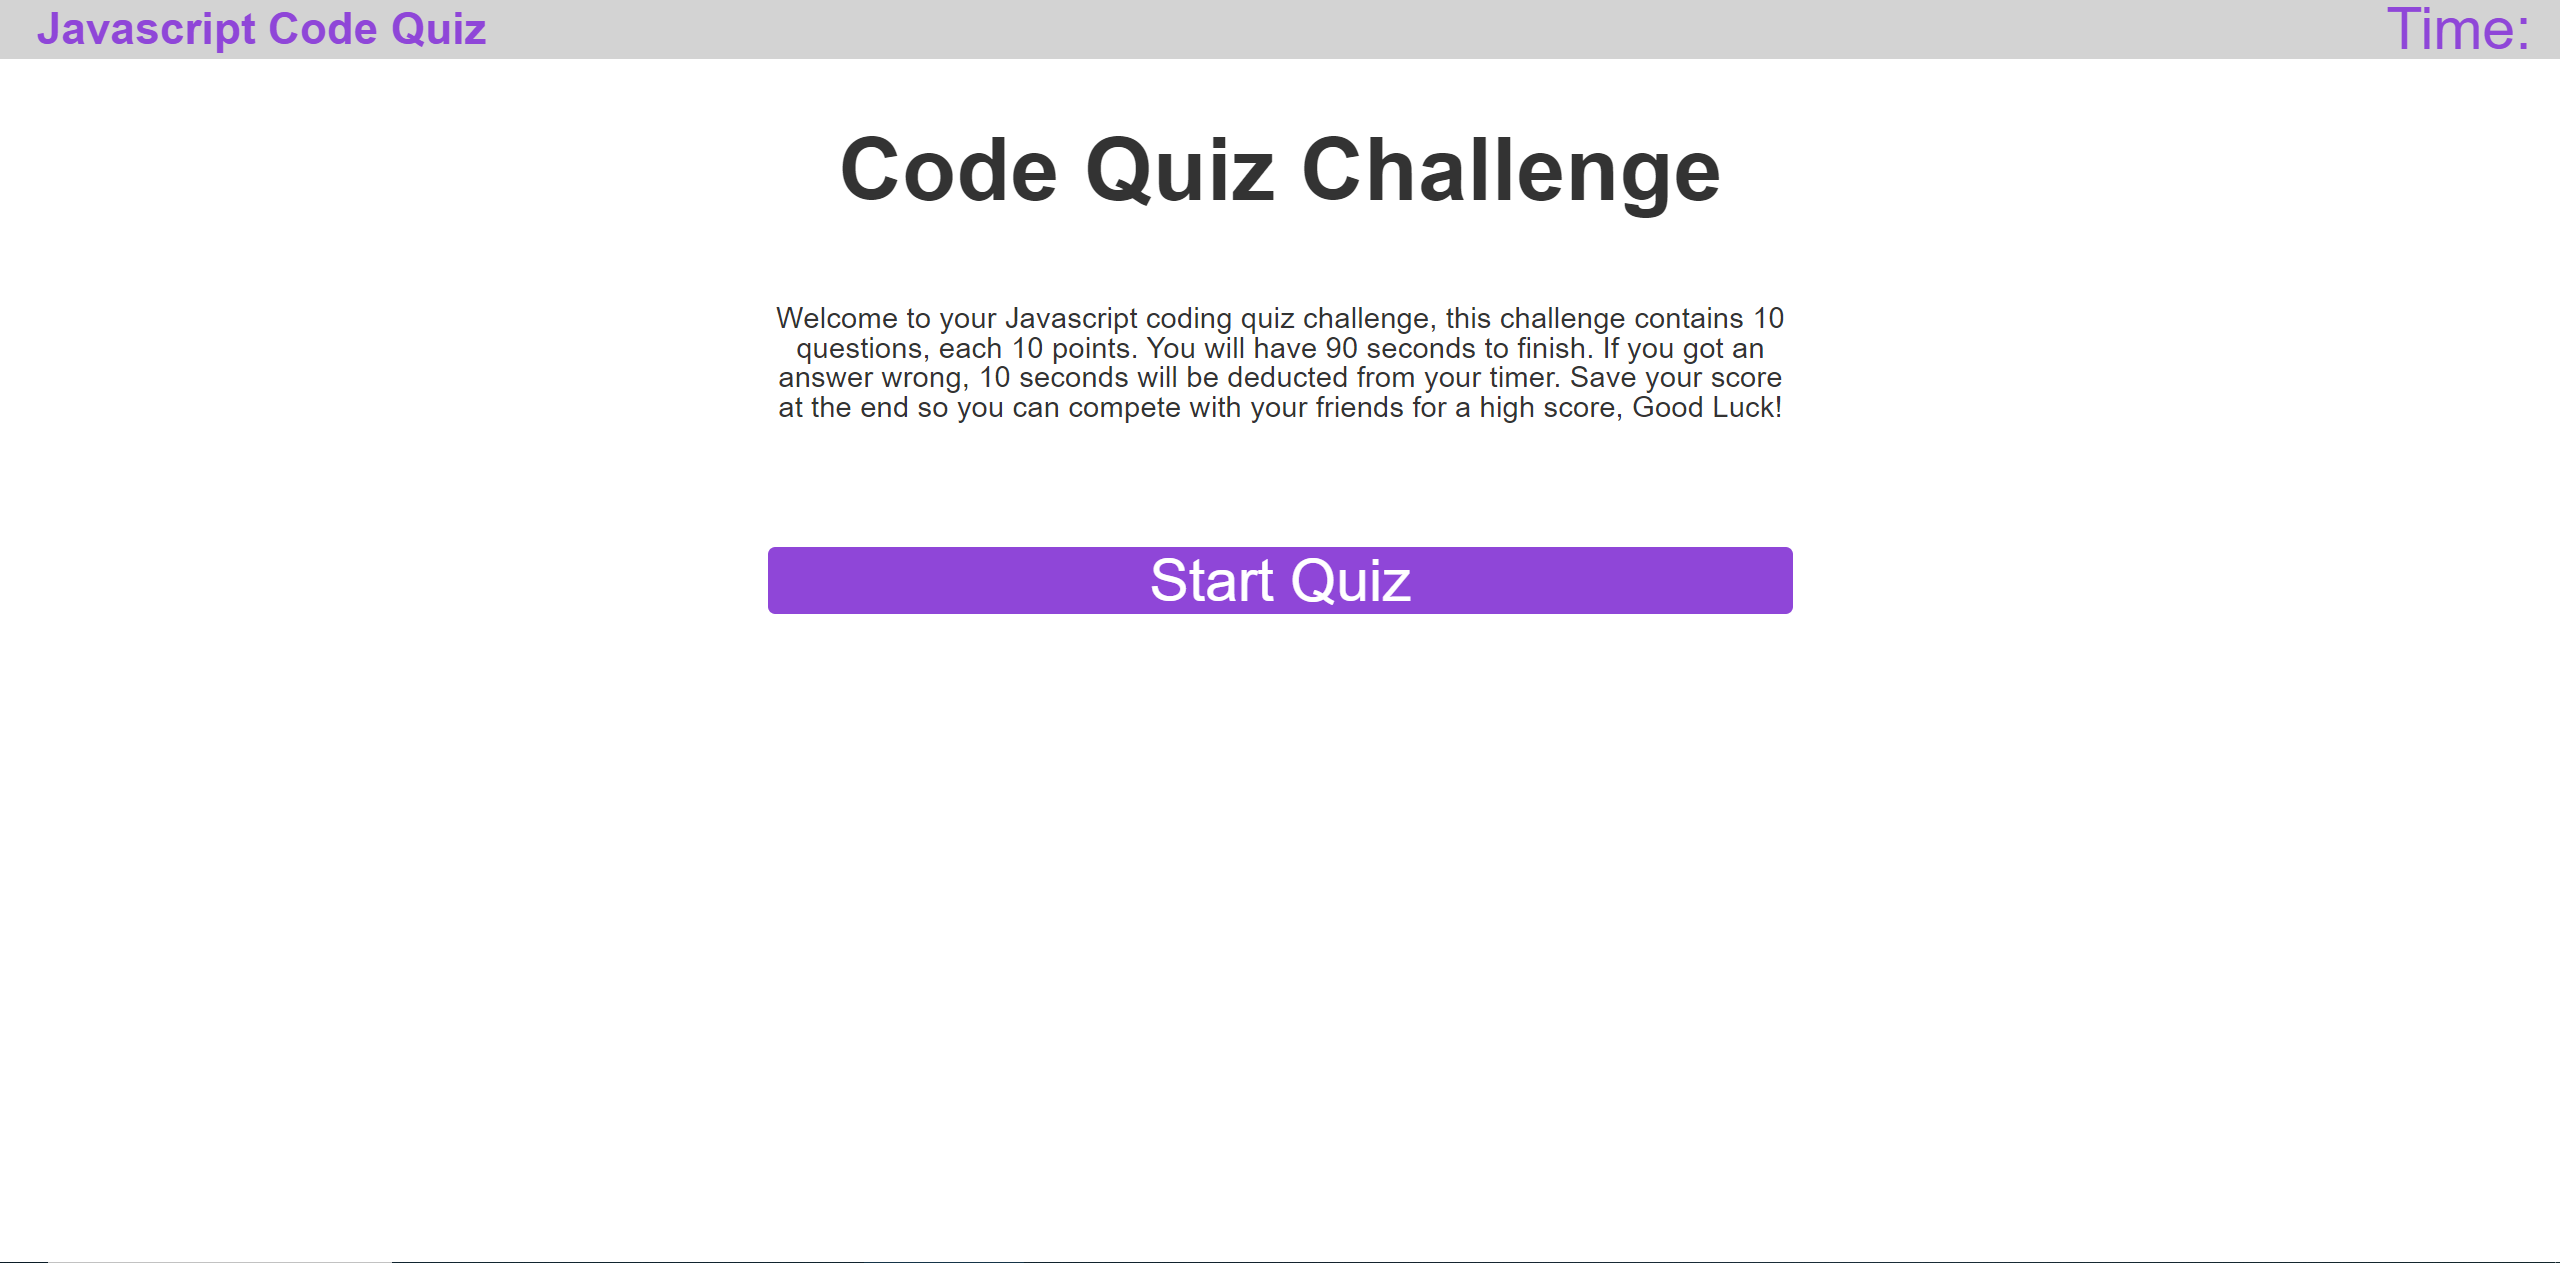 Javascript Code Quiz
Time:
Code Quiz Challenge
Welcome to your Javascript coding quiz challenge, this challenge contains 10
questions, each 10 points. You will have 90 seconds to finish. If you got an
answer wrong, 10 seconds will be deducted from your timer. Save your score
at the end so you can compete with your friends for a high score, Good Luck!
Start Quiz